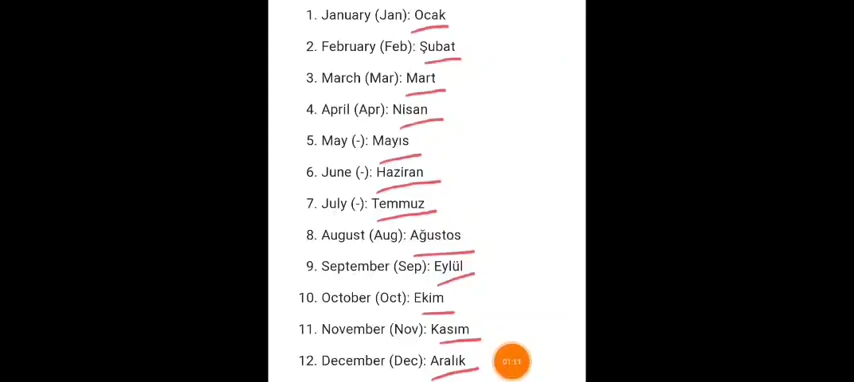 1. January (Jan): Ocak
2. February (Feb): Şubat
3. March (Mar): Mart
4. April (Apr): Nisan
5. May (-): Mayıs
6. June (-): Haziran
7. July (-): Temmuz
8. August (Aug): Ağustos
9. September (Sep): Eylül
10. October (Oct): Ekim
11. November (Nov): Kasım
12. December (Dec): Aralık